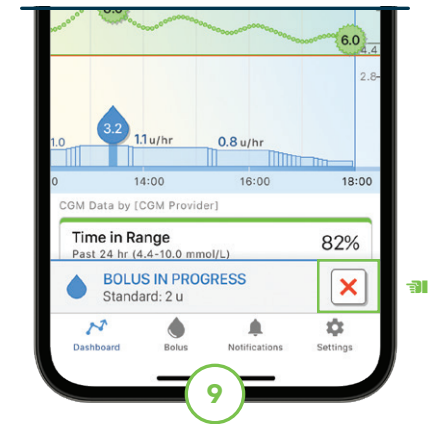 6.0
4.4
2.8
3.2
1.0
1.1 u/hr
0.8 u/hr
0
14:00
16:00
18:00
CGM Data by [CGM Provider]
Time in Range
82%
Past 24 hr (4.4-10.0 mmol/L)
BOLUS IN PROGRESS
Standard: 2 u
Dashboard
Bolus
Notifications
Settings
9